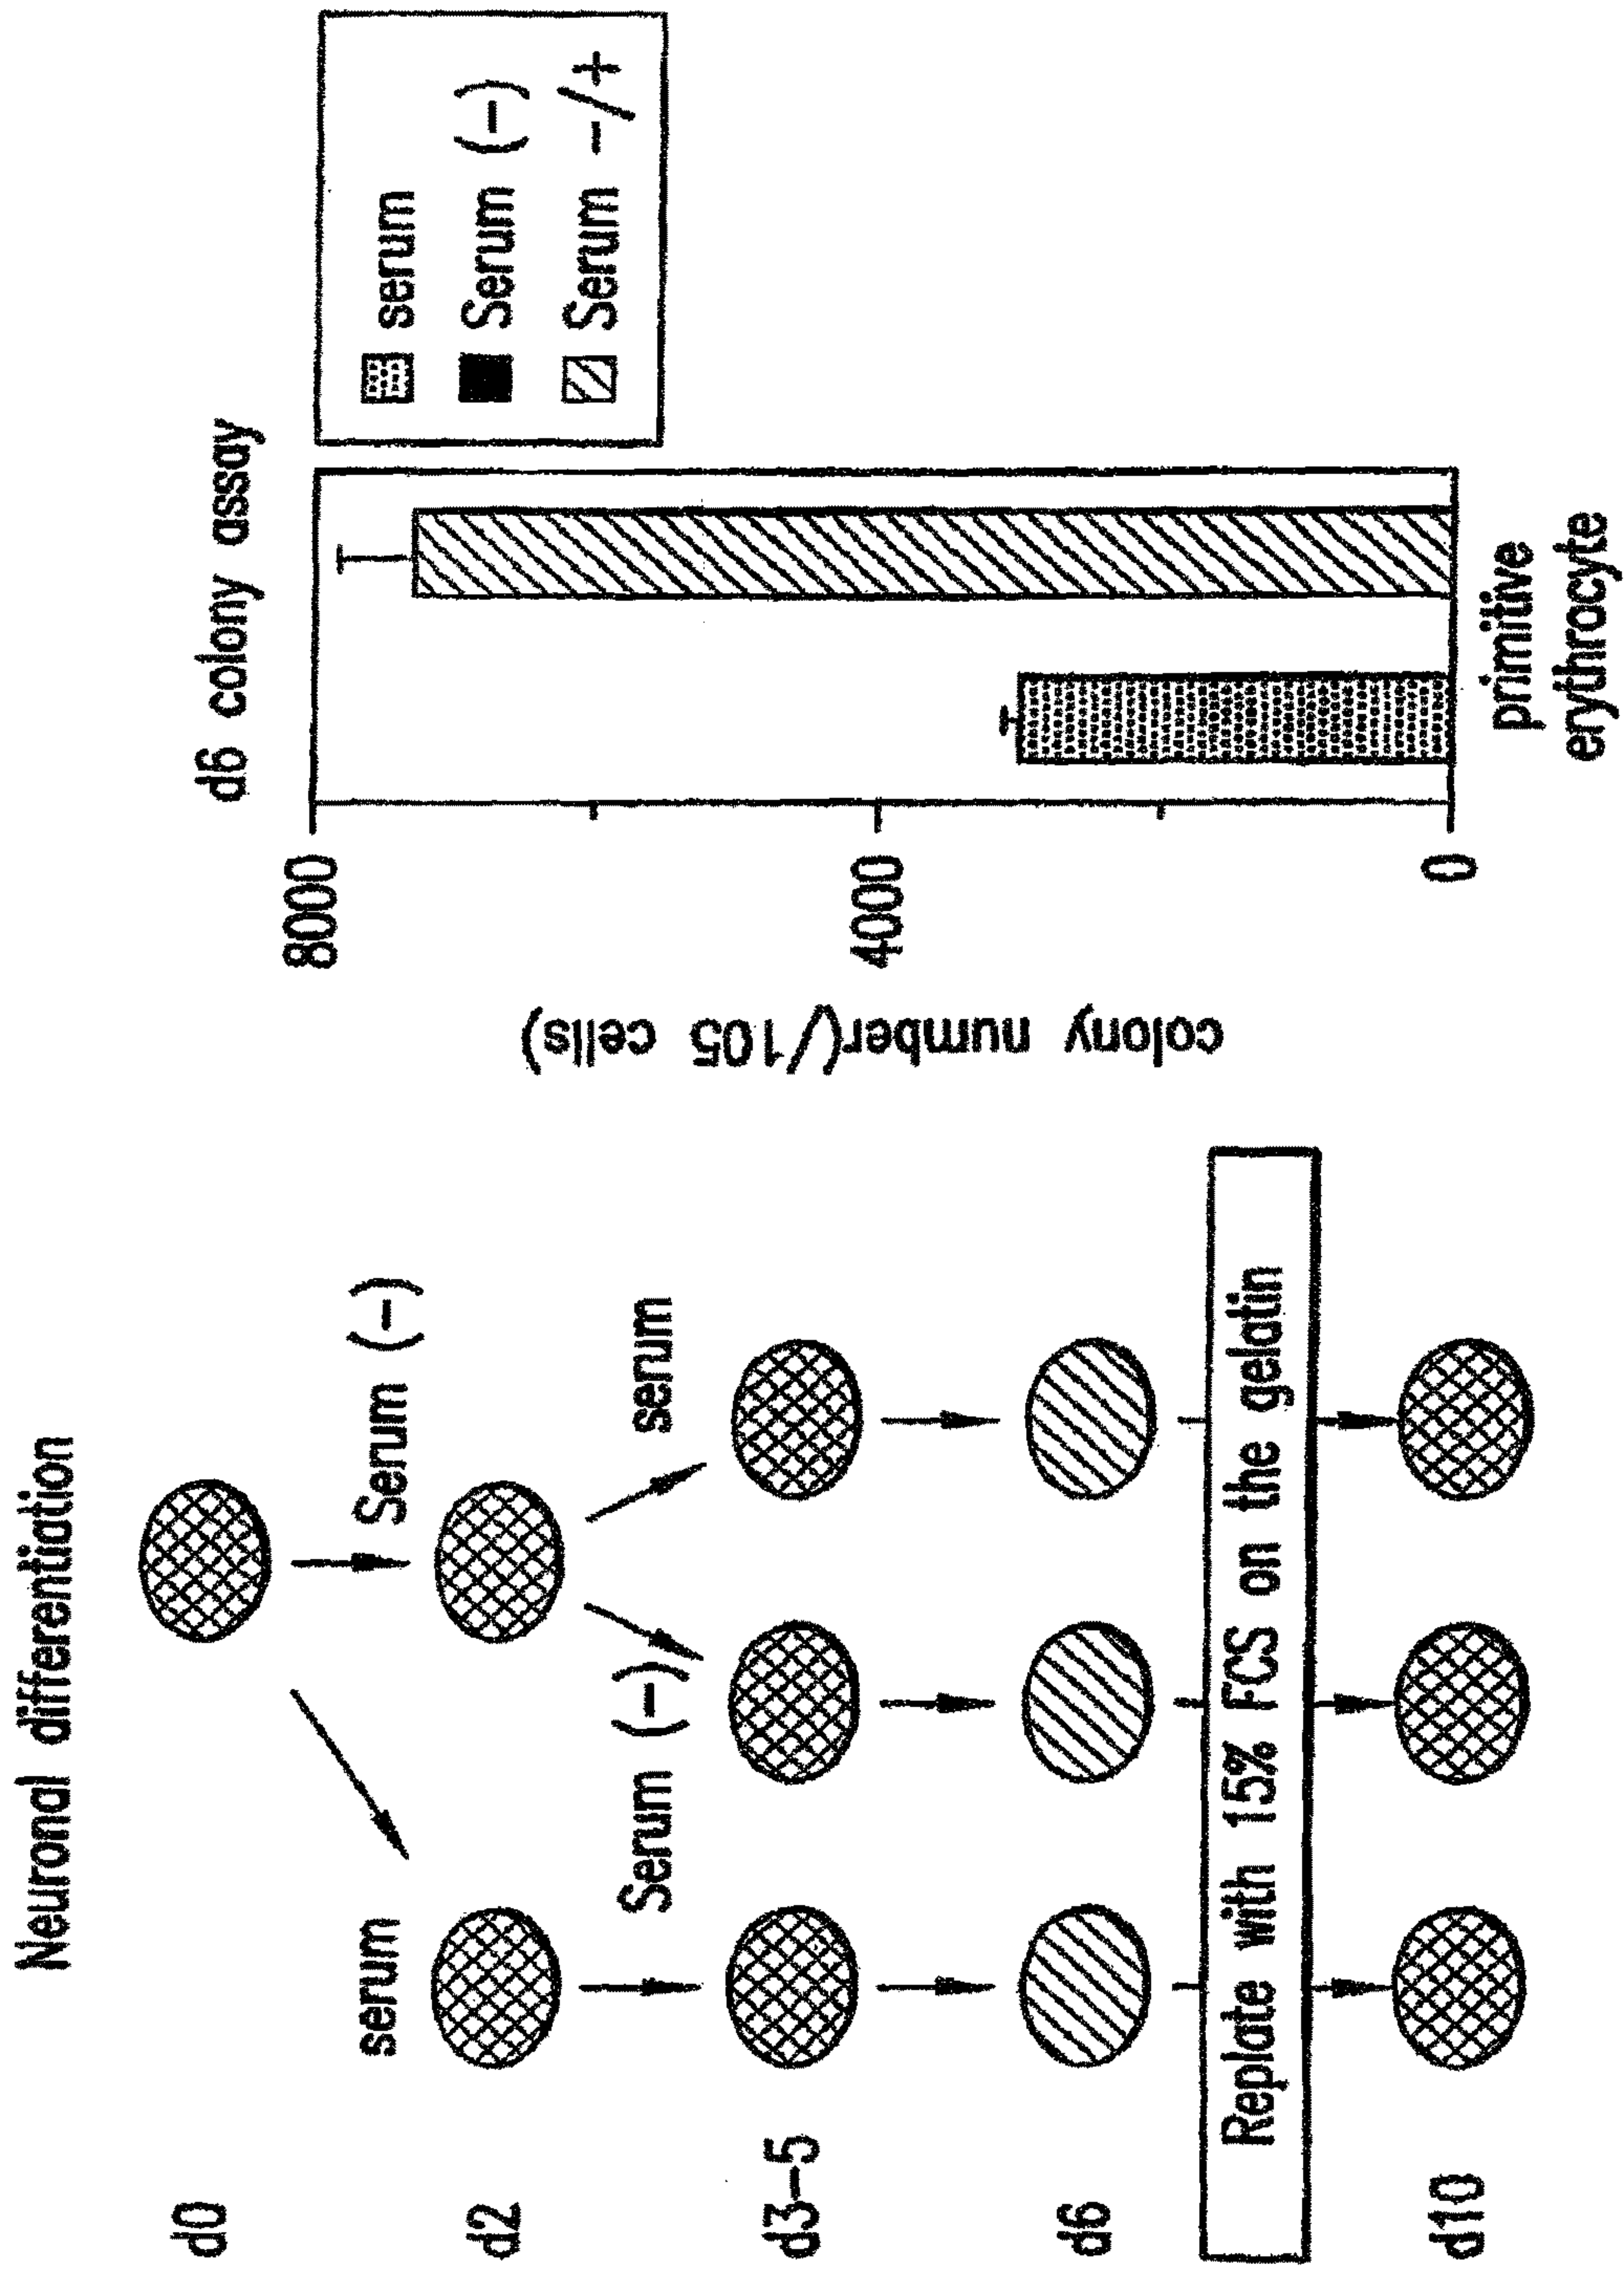 Neuronal differentiation
d0
Serum (-)
serum
d2
Serum (-)
serum
d3-5
d6
Replate with 15% FCS on the gelatin
d10
d6 colony assay
8000
4000
0
colony number(/105 cells)
primitive
erythrocyte
serum
Serum (-)
Serum -/+